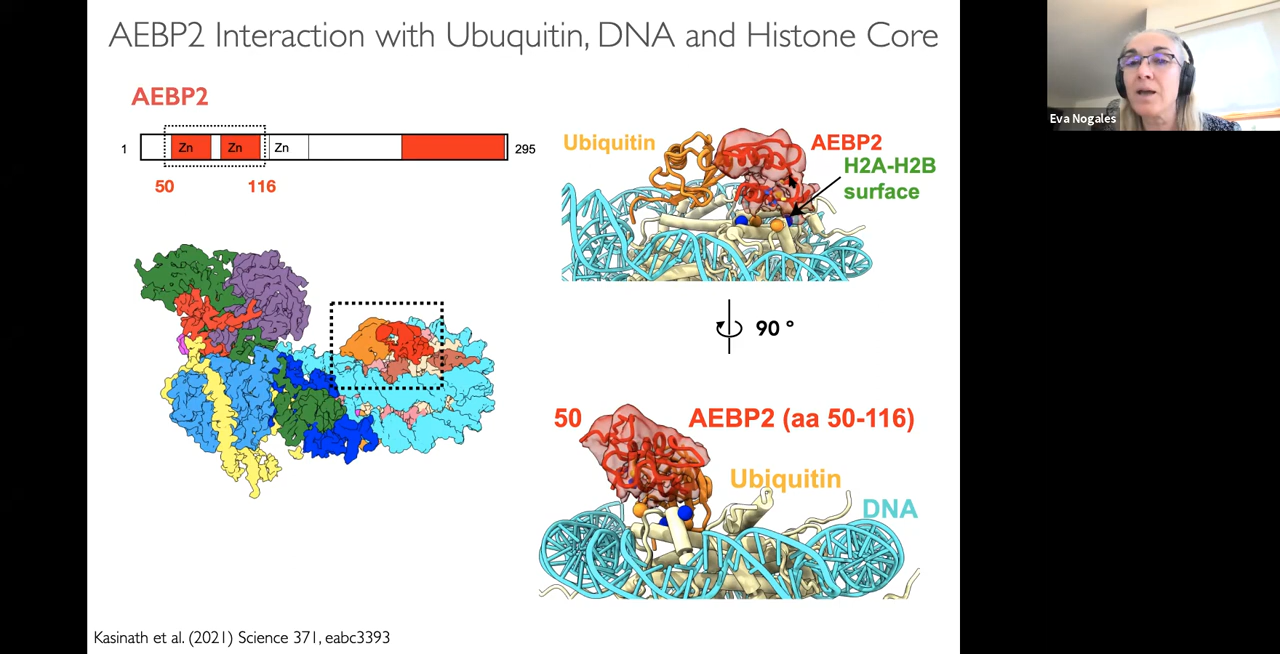 AEBP2 Interaction with Ubuquitin, DNA and Histone Core
AEBP2
1
Zn
Zn
Zn
295
50
116
Ubiquitin
AEBP2
H2A-H2B
surface
90 °
50
AEBP2 (aa 50-116)
Ubiquitin
DNA
Kasinath et al. (2021) Science 371, eabc3393
Eva Nogales